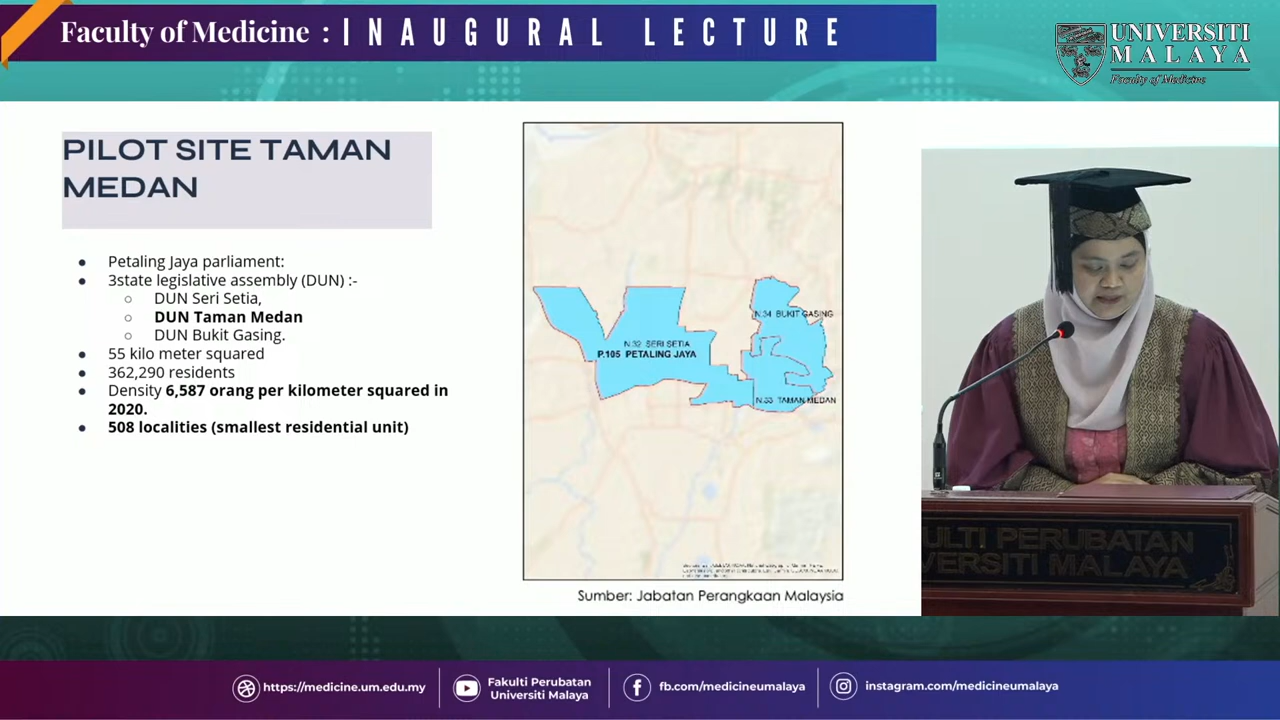 Faculty of Medicine : INAUGURAL LECTURE
UNIVERSITI
MALAYA
Faculty of Medicine
PILOT SITE TAMAN
MEDAN
Petaling Jaya parliament:
3state legislative assembly (DUN) :-
DUN Seri Setia,
DUN Taman Medan
DUN Bukit Gasing.
55 kilo meter squared
362,290 residents
Density 6,587 orang per kilometer squared in
2020.
508 localities (smallest residential unit)
N.34 BUKIT GASING
N.32 SERI SETIA
P.105 PETALING JAYA
N.33 TAMAN MEDAN
Sumber: Jabatan Perangkaan Malaysia
ULTI PERUBATAN
VERSITI MALAYA
https://medicine.um.edu.my
Fakulti Perubatan
Universiti Malaya
fb.com/medicineumalaya
instagram.com/medicineumalaya